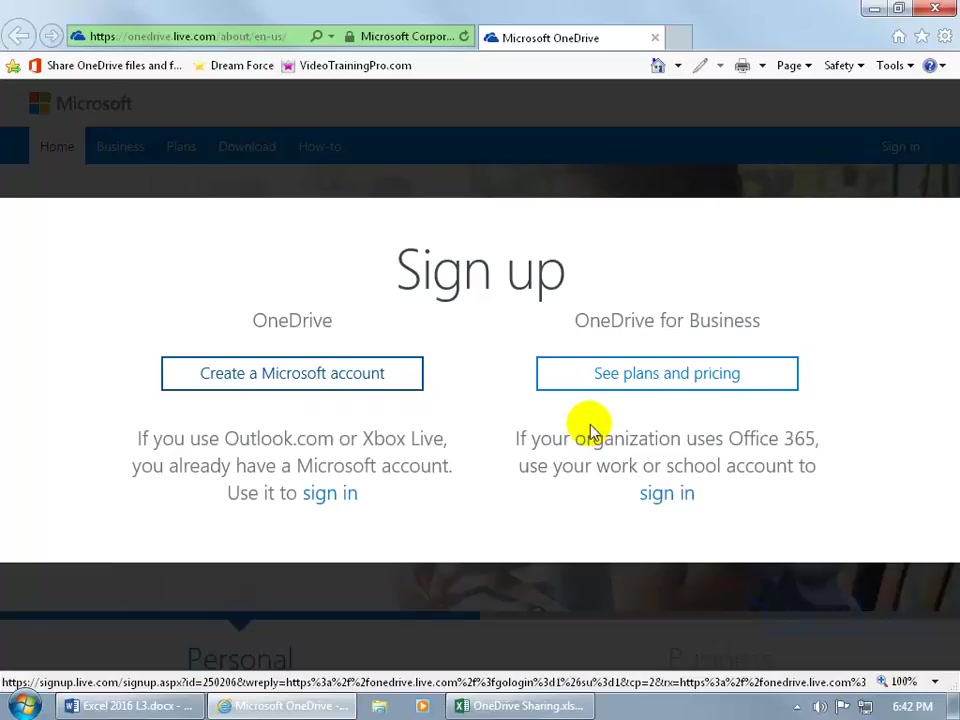 https://onedrive.live.com/about/en-us/
Microsoft Corpor...
Microsoft OneDrive
Share OneDrive files and f...
Dream Force
VideoTrainingPro.com
Page
Safety
Tools
Microsoft
Home
Business
Plans
Download
How-to
Sign in
Sign up
OneDrive
OneDrive for Business
Create a Microsoft account
See plans and pricing
If you use Outlook.com or Xbox Live,
you already have a Microsoft account.
Use it to sign in
If your organization uses Office 365,
use your work or school account to
sign in
Personal
Business
https://signup.live.com/signup.aspx?id=250206&wreply=https%3a%2f%2fonedrive.live.com%2f%3fgologin%3d1%26su%3d1&cp=2&rx=https%3a%2f%2fonedrive.live.com%3
100%
Excel 2016 L3.docx - ...
Microsoft OneDrive -...
OneDrive Sharing.xls...
6:42 PM